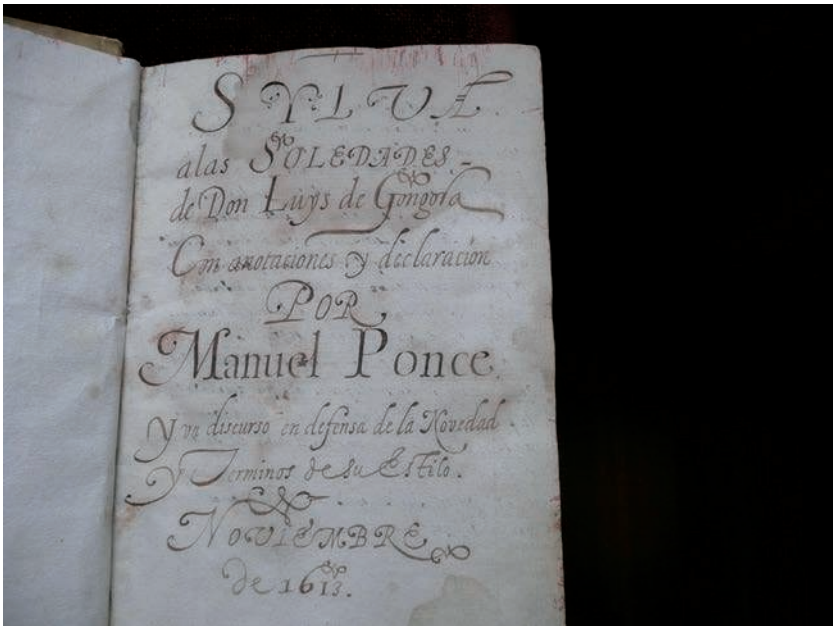 SYLVA
alas SOLEDADES -
de Don Luys de Gongora
Con anotaciones y declaracion
POR
Manuel Ponce
Y vn discurso en defensa de la Novedad
Y Terminos de su Estilo.
NOVIEMBRE
de 1613.